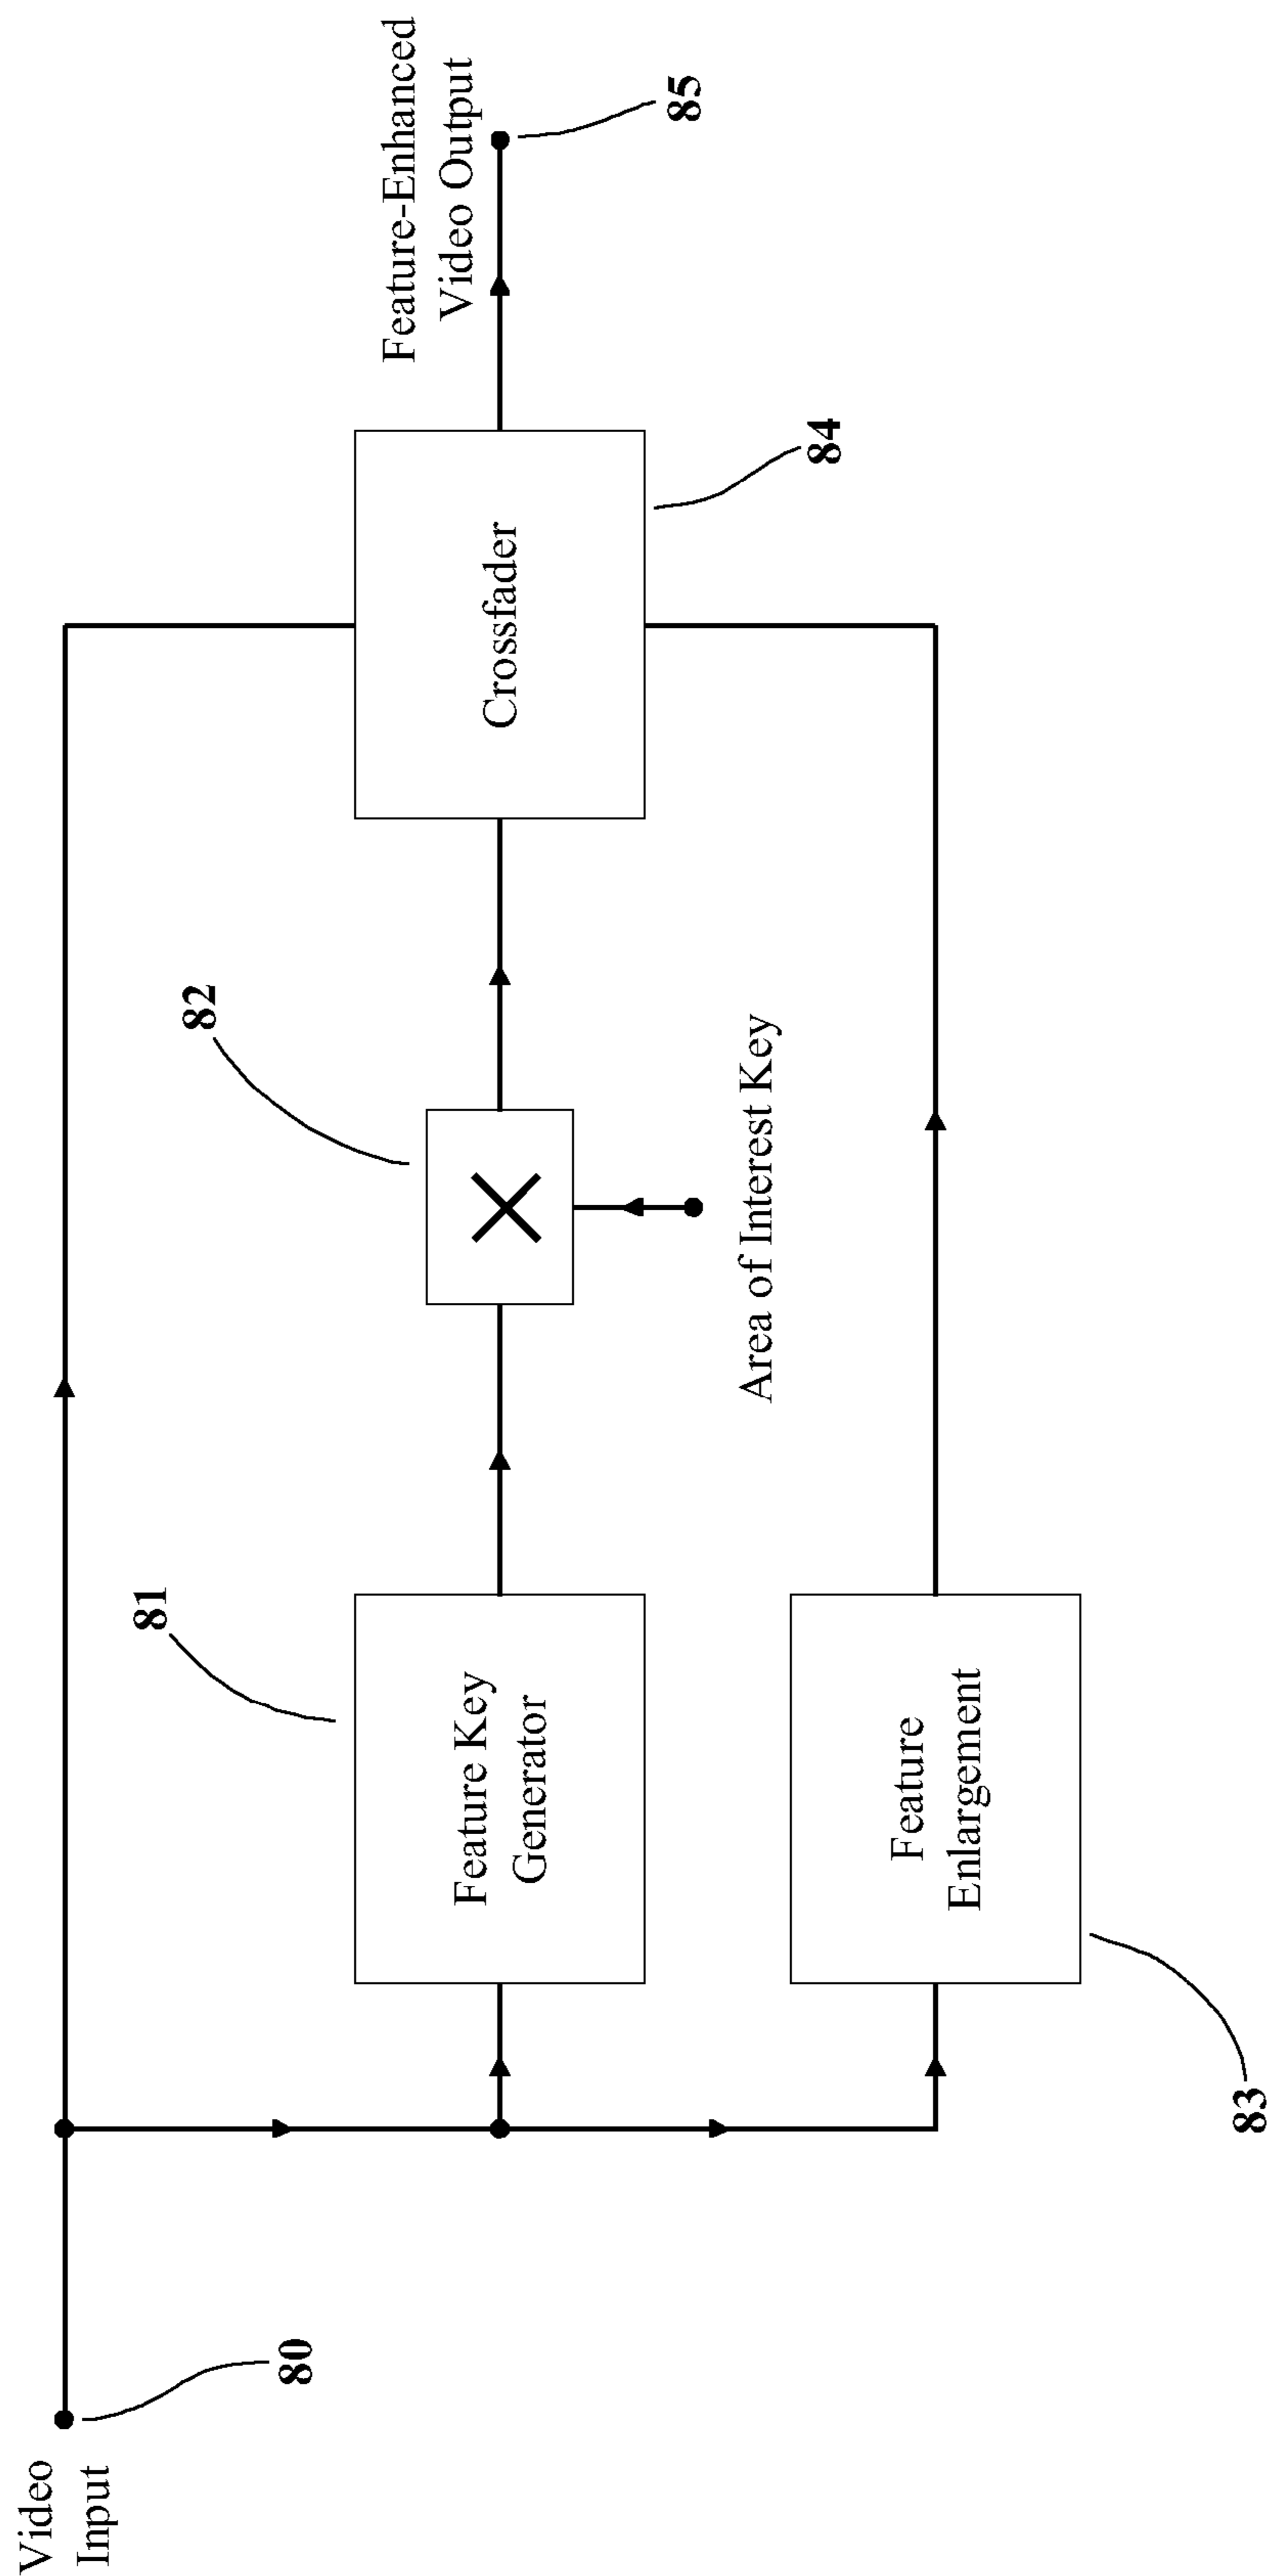 Video
Input
80
81
Feature Key
Generator
82
Area of Interest Key
Feature
Enlargement
83
Crossfader
84
Feature-Enhanced
Video Output
85